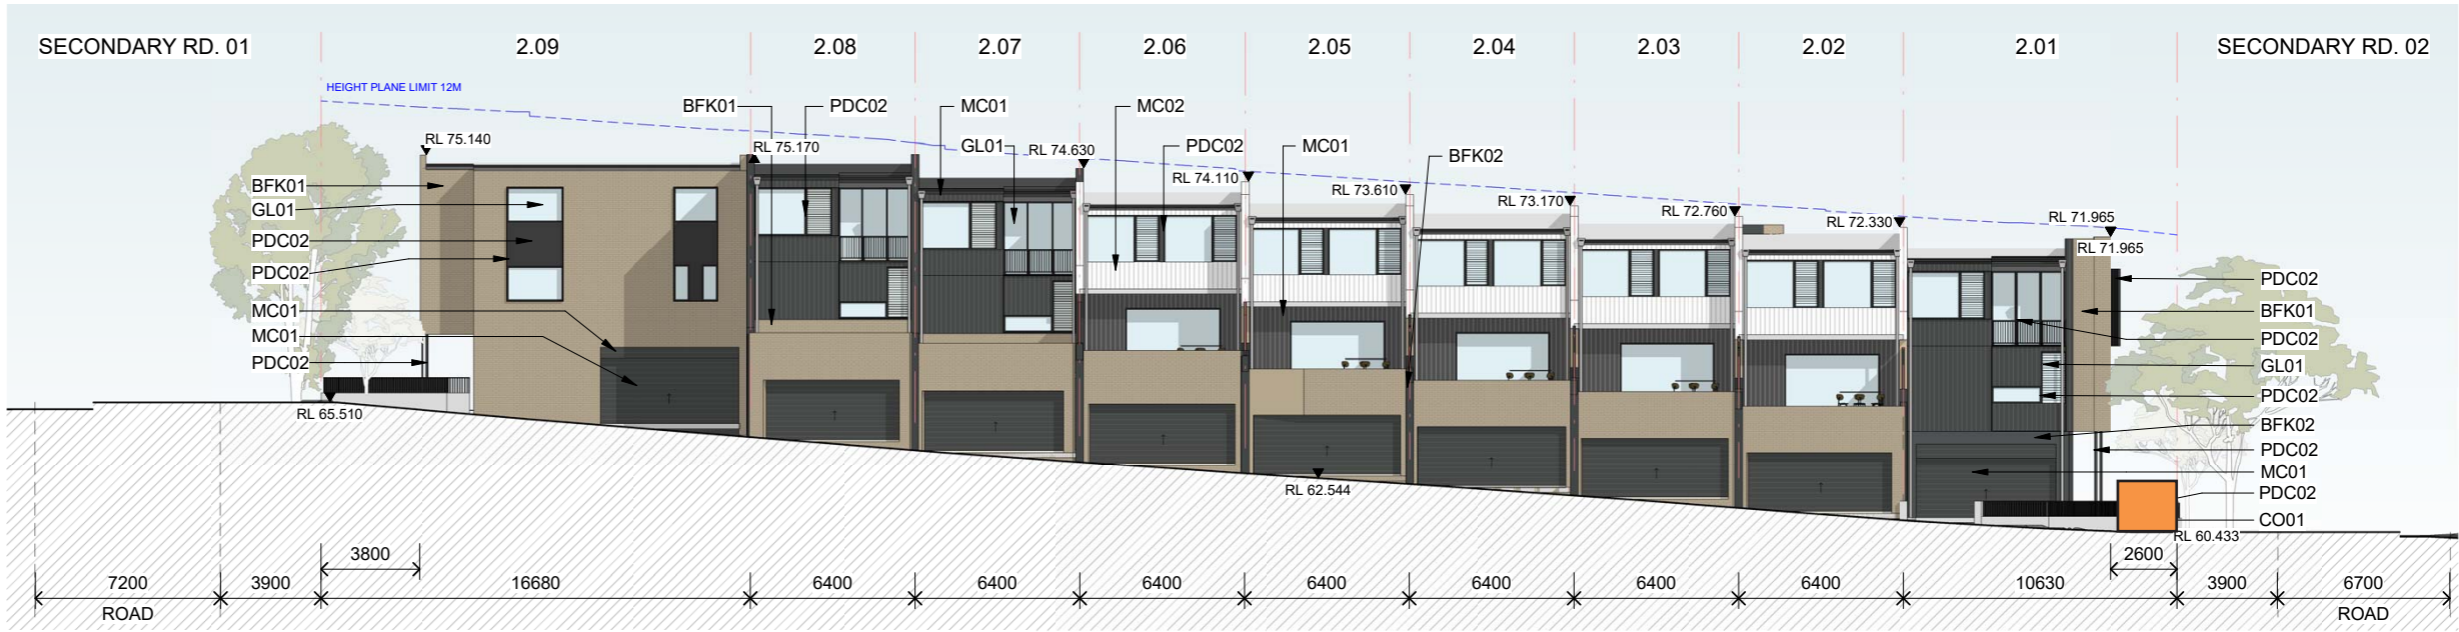 SECONDARY RD. 01
2.09
2.08
2.07
2.06
2.05
2.04
2.03
2.02
2.01
SECONDARY RD. 02
HEIGHT PLANE LIMIT 12M
BFK01
PDC02
MC01
MC02
RL 75.140
RL 75.170
GL01
RL 74.630
PDC02
MC01
BFK02
RL 74.110
RL 73.610
RL 73.170
RL 72.760
RL 72.330
RL 71.965
RL 71.965
BFK01
GL01
PDC02
PDC02
MC01
MC01
PDC02
RL 65.510
RL 62.544
PDC02
BFK01
PDC02
GL01
PDC02
BFK02
PDC02
MC01
PDC02
CO01
RL 60.433
3800
2600
7200
3900
16680
6400
6400
6400
6400
6400
6400
6400
10630
3900
6700
ROAD
ROAD